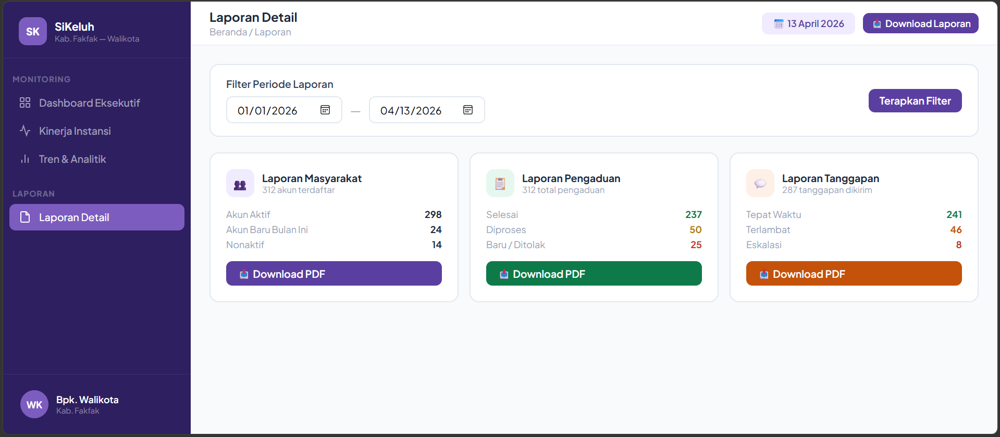 SK
SiKeluh
Kab. Fakfak — Walikota
MONITORING
Dashboard Eksekutif
Kinerja Instansi
Tren & Analitik
LAPORAN
Laporan Detail
WK
Bpk. Walikota
Kab. Fakfak
Laporan Detail
Beranda / Laporan
13 April 2026
Download Laporan
Filter Periode Laporan
01/01/2026 — 04/13/2026
Terapkan Filter
Laporan Masyarakat
312 akun terdaftar
Akun Aktif 298
Akun Baru Bulan Ini 24
Nonaktif 14
Download PDF
Laporan Pengaduan
312 total pengaduan
Selesai 237
Diproses 50
Baru / Ditolak 25
Download PDF
Laporan Tanggapan
287 tanggapan dikirim
Tepat Waktu 241
Terlambat 46
Eskalasi 8
Download PDF